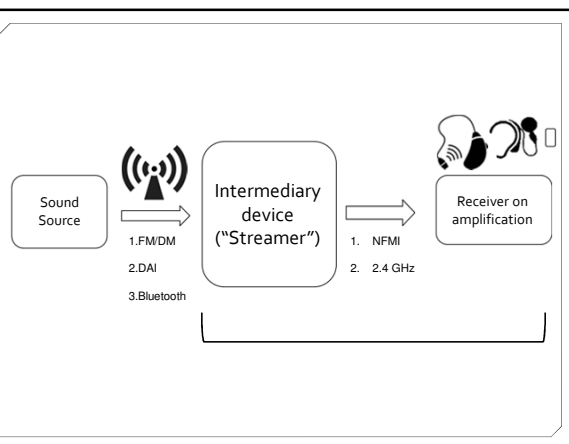 Sound
Source
1.FM/DM
2.DAI
3.Bluetooth
Intermediary
device
("Streamer")
1. NFMI
2. 2.4 GHz
Receiver on
amplification